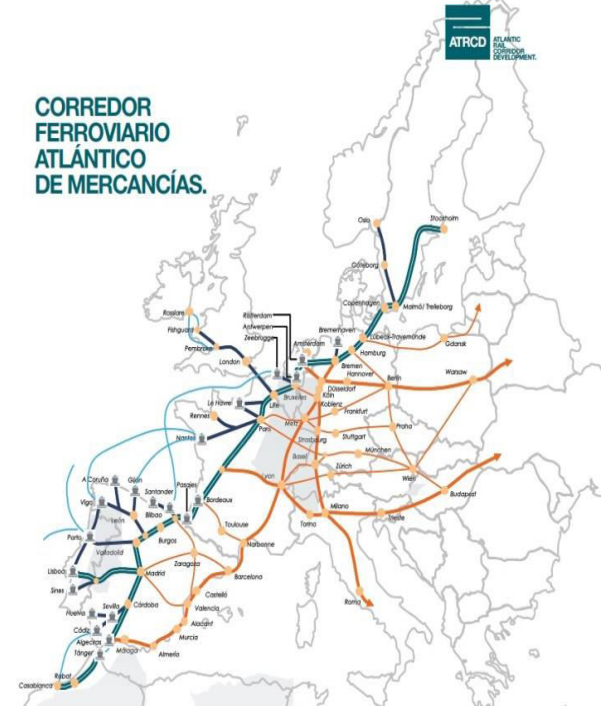 ATRCD
ATLANTIC
RAIL
CORRIDOR
DEVELOPMENT.
CORREDOR
FERROVIARIO
ATLÁNTICO
DE MERCANCÍAS.
Oslo
Stockholm
Göteborg
Copenhagen
Malmö/ Trelleborg
Rosslare
Fishguard
Pembroke
London
Rotterdam
Antwerpen
Zeebrugge
Amsterdam
Bremerhaven
Lübeck-Travemünde
Hamburg
Gdansk
Bremen
Hannover
Berlin
Warsaw
Bruxelles
Düsseldorf
Köln
Koblenz
Lille
Le Havre
Frankfurt
Rennes
Paris
Metz
Praha
Nantes
Strasbourg
Stuttgart
Basel
München
Zürich
Wien
Lyon
Budapest
A Coruña
Gijón
Santander
Pasajes
Bordeaux
Vigo
León
Bilbao
Toulouse
Torino
Milano
Trieste
Porto
Valladolid
Burgos
Narbonne
Zaragoza
Barcelona
Lisboa
Madrid
Sines
Castelló
Roma
Valencia
Sevilla
Córdoba
Huelva
Alacant
Cádiz
Murcia
Algeciras
Málaga
Almería
Tánger
Rabat
Casablanca